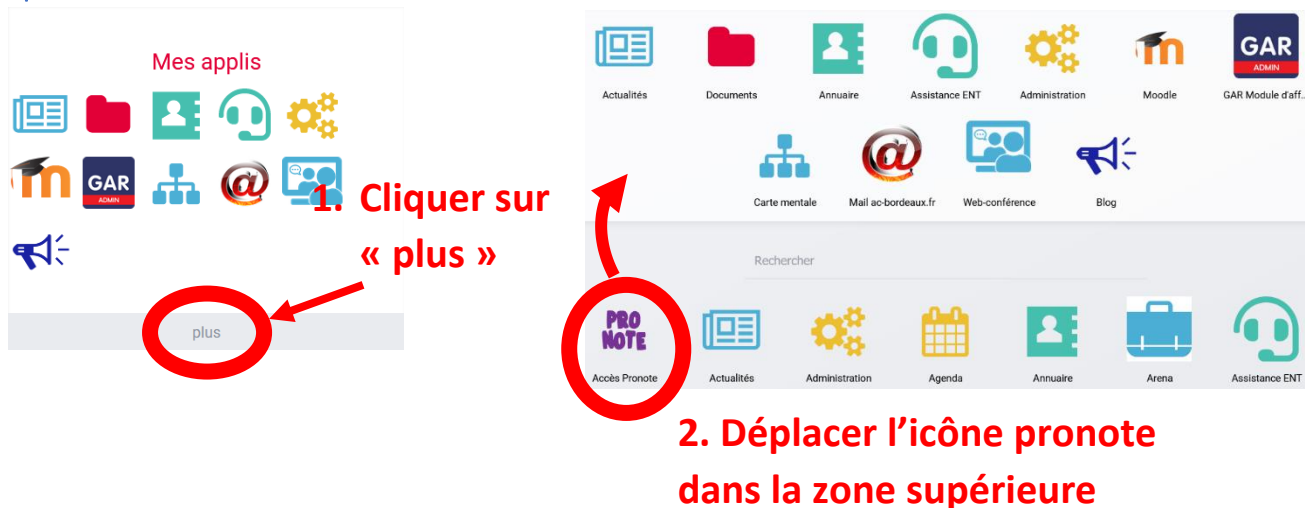 Mes applis
GAR
ADMIN
1. Cliquer sur
« plus »
plus
GAR
ADMIN
Actualités Documents Annuaire Assistance ENT Administration Moodle GAR Module d'aff...
@
Carte mentale Mail ac-bordeaux.fr Web-conférence Blog
Rechercher
PRO
NOTE
Accès Pronote Actualités Administration Agenda Annuaire Arena Assistance ENT
2. Déplacer l'icône pronote
dans la zone supérieure